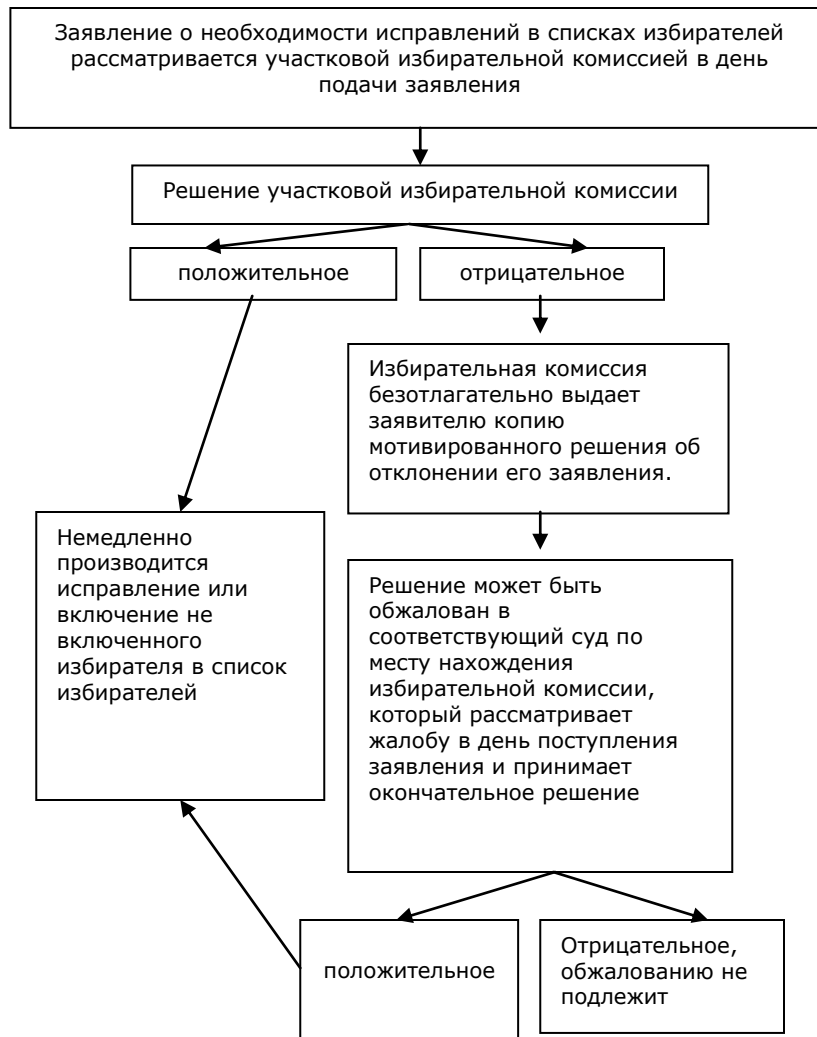 Заявление о необходимости исправлений в списках избирателей
рассматривается участковой избирательной комиссией в день
подачи заявления
Решение участковой избирательной комиссии
положительное
отрицательное
Избирательная комиссия
безотлагательно выдает
заявителю копию
мотивированного решения об
отклонении его заявления.
Немедленно
производится
исправление или
включение не
включенного
избирателя в список
избирателей
Решение может быть
обжалован в
соответствующий суд по
месту нахождения
избирательной комиссии,
который рассматривает
жалобу в день поступления
заявления и принимает
окончательное решение
положительное
Отрицательное,
обжалованию не
подлежит